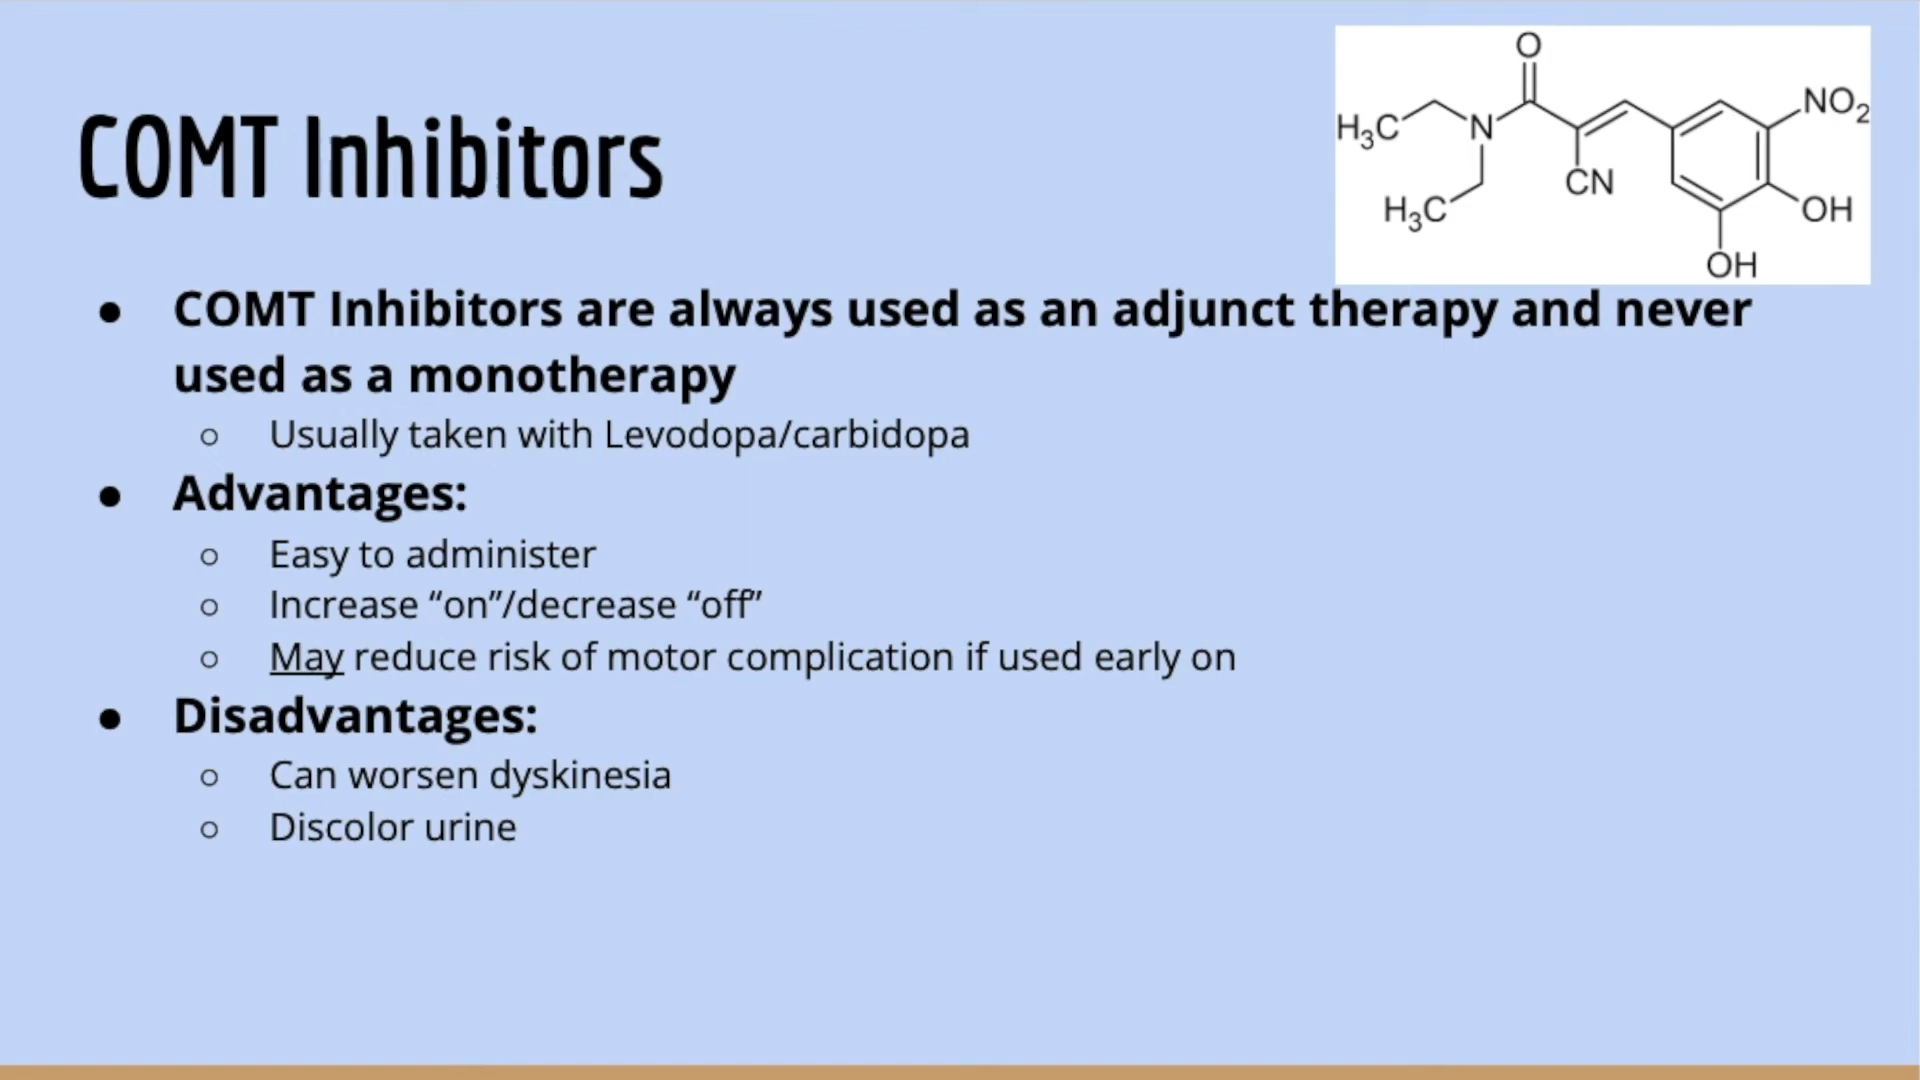 COMT Inhibitors
O
H₃C
N
CN
NO₂
H₃C
OH
OH
● COMT Inhibitors are always used as an adjunct therapy and never
used as a monotherapy
○ Usually taken with Levodopa/carbidopa
● Advantages:
○ Easy to administer
○ Increase “on”/decrease “off”
○ May reduce risk of motor complication if used early on
● Disadvantages:
○ Can worsen dyskinesia
○ Discolor urine